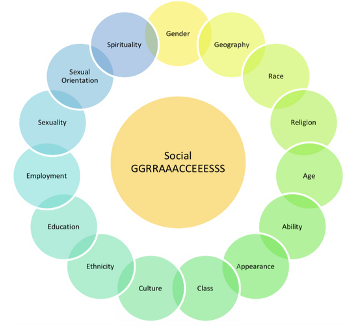 Gender
Geography
Race
Religion
Age
Ability
Appearance
Class
Culture
Ethnicity
Education
Employment
Sexuality
Sexual
Orientation
Spirituality
Social
GGRRAAACCEEESSS